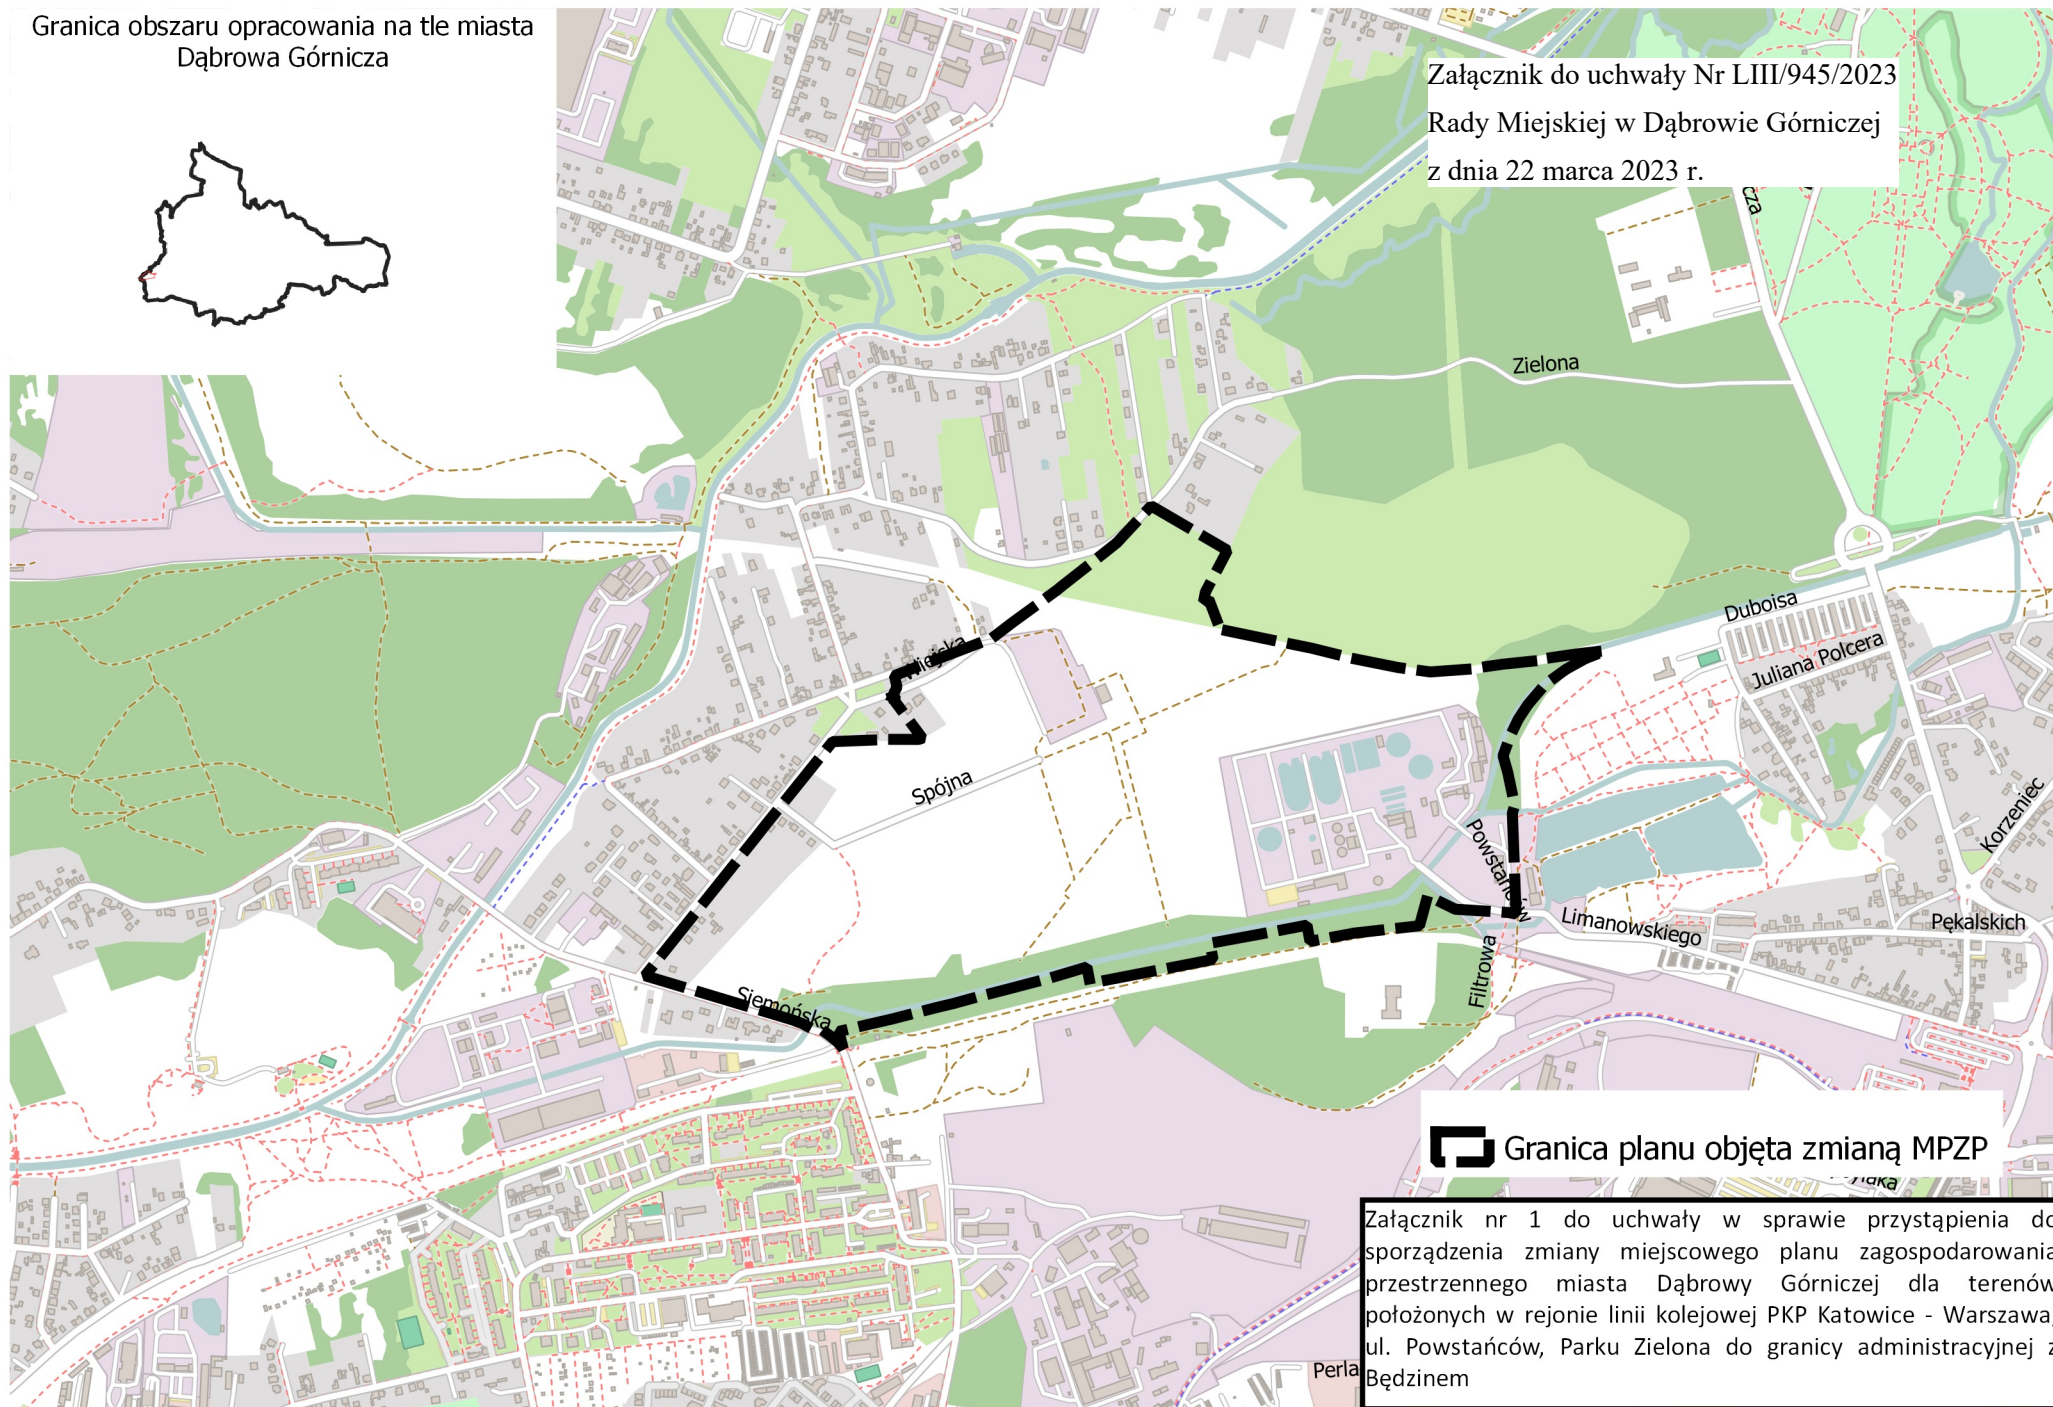 Granica obszaru opracowania na tle miasta
Dąbrowa Górnicza
Załącznik do uchwały Nr LIII/945/2023
Rady Miejskiej w Dąbrowie Górniczej
z dnia 22 marca 2023 r.
cza
Zielona
Duboisa
Juliana Polcera
Wiejska
Spójna
Korzeniec
Powstańców
Limanowskiego
Pękalskich
Filtrowa
Siemońska
Granica planu objęta zmianą MPZP
Załącznik nr 1 do uchwały w sprawie przystąpienia do
sporządzenia zmiany miejscowego planu zagospodarowania
przestrzennego miasta Dąbrowy Górniczej dla terenów
położonych w rejonie linii kolejowej PKP Katowice - Warszawa,
ul. Powstańców, Parku Zielona do granicy administracyjnej z
Będzinem
Perla